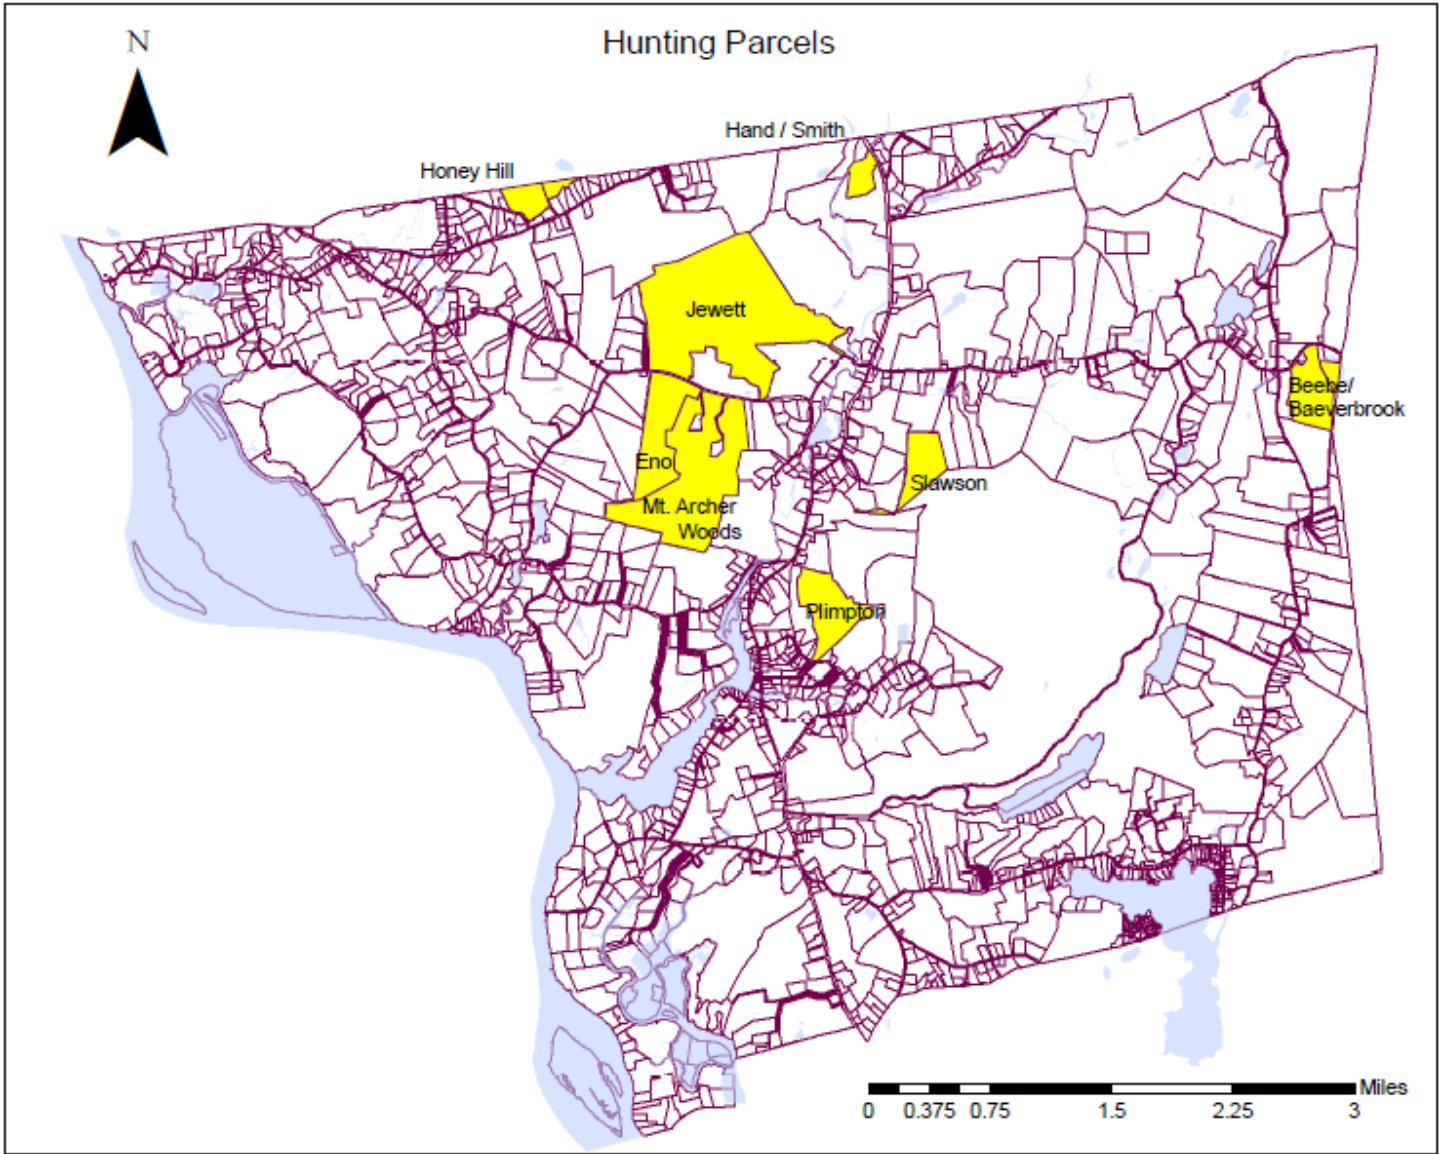 N
Hunting Parcels
Hand / Smith
Honey Hill
Jewett
Beebe/
Baeverbrook
Eno
Slawson
Mt. Archer
Woods
Plimpton
Miles
0 0.375 0.75 1.5 2.25 3